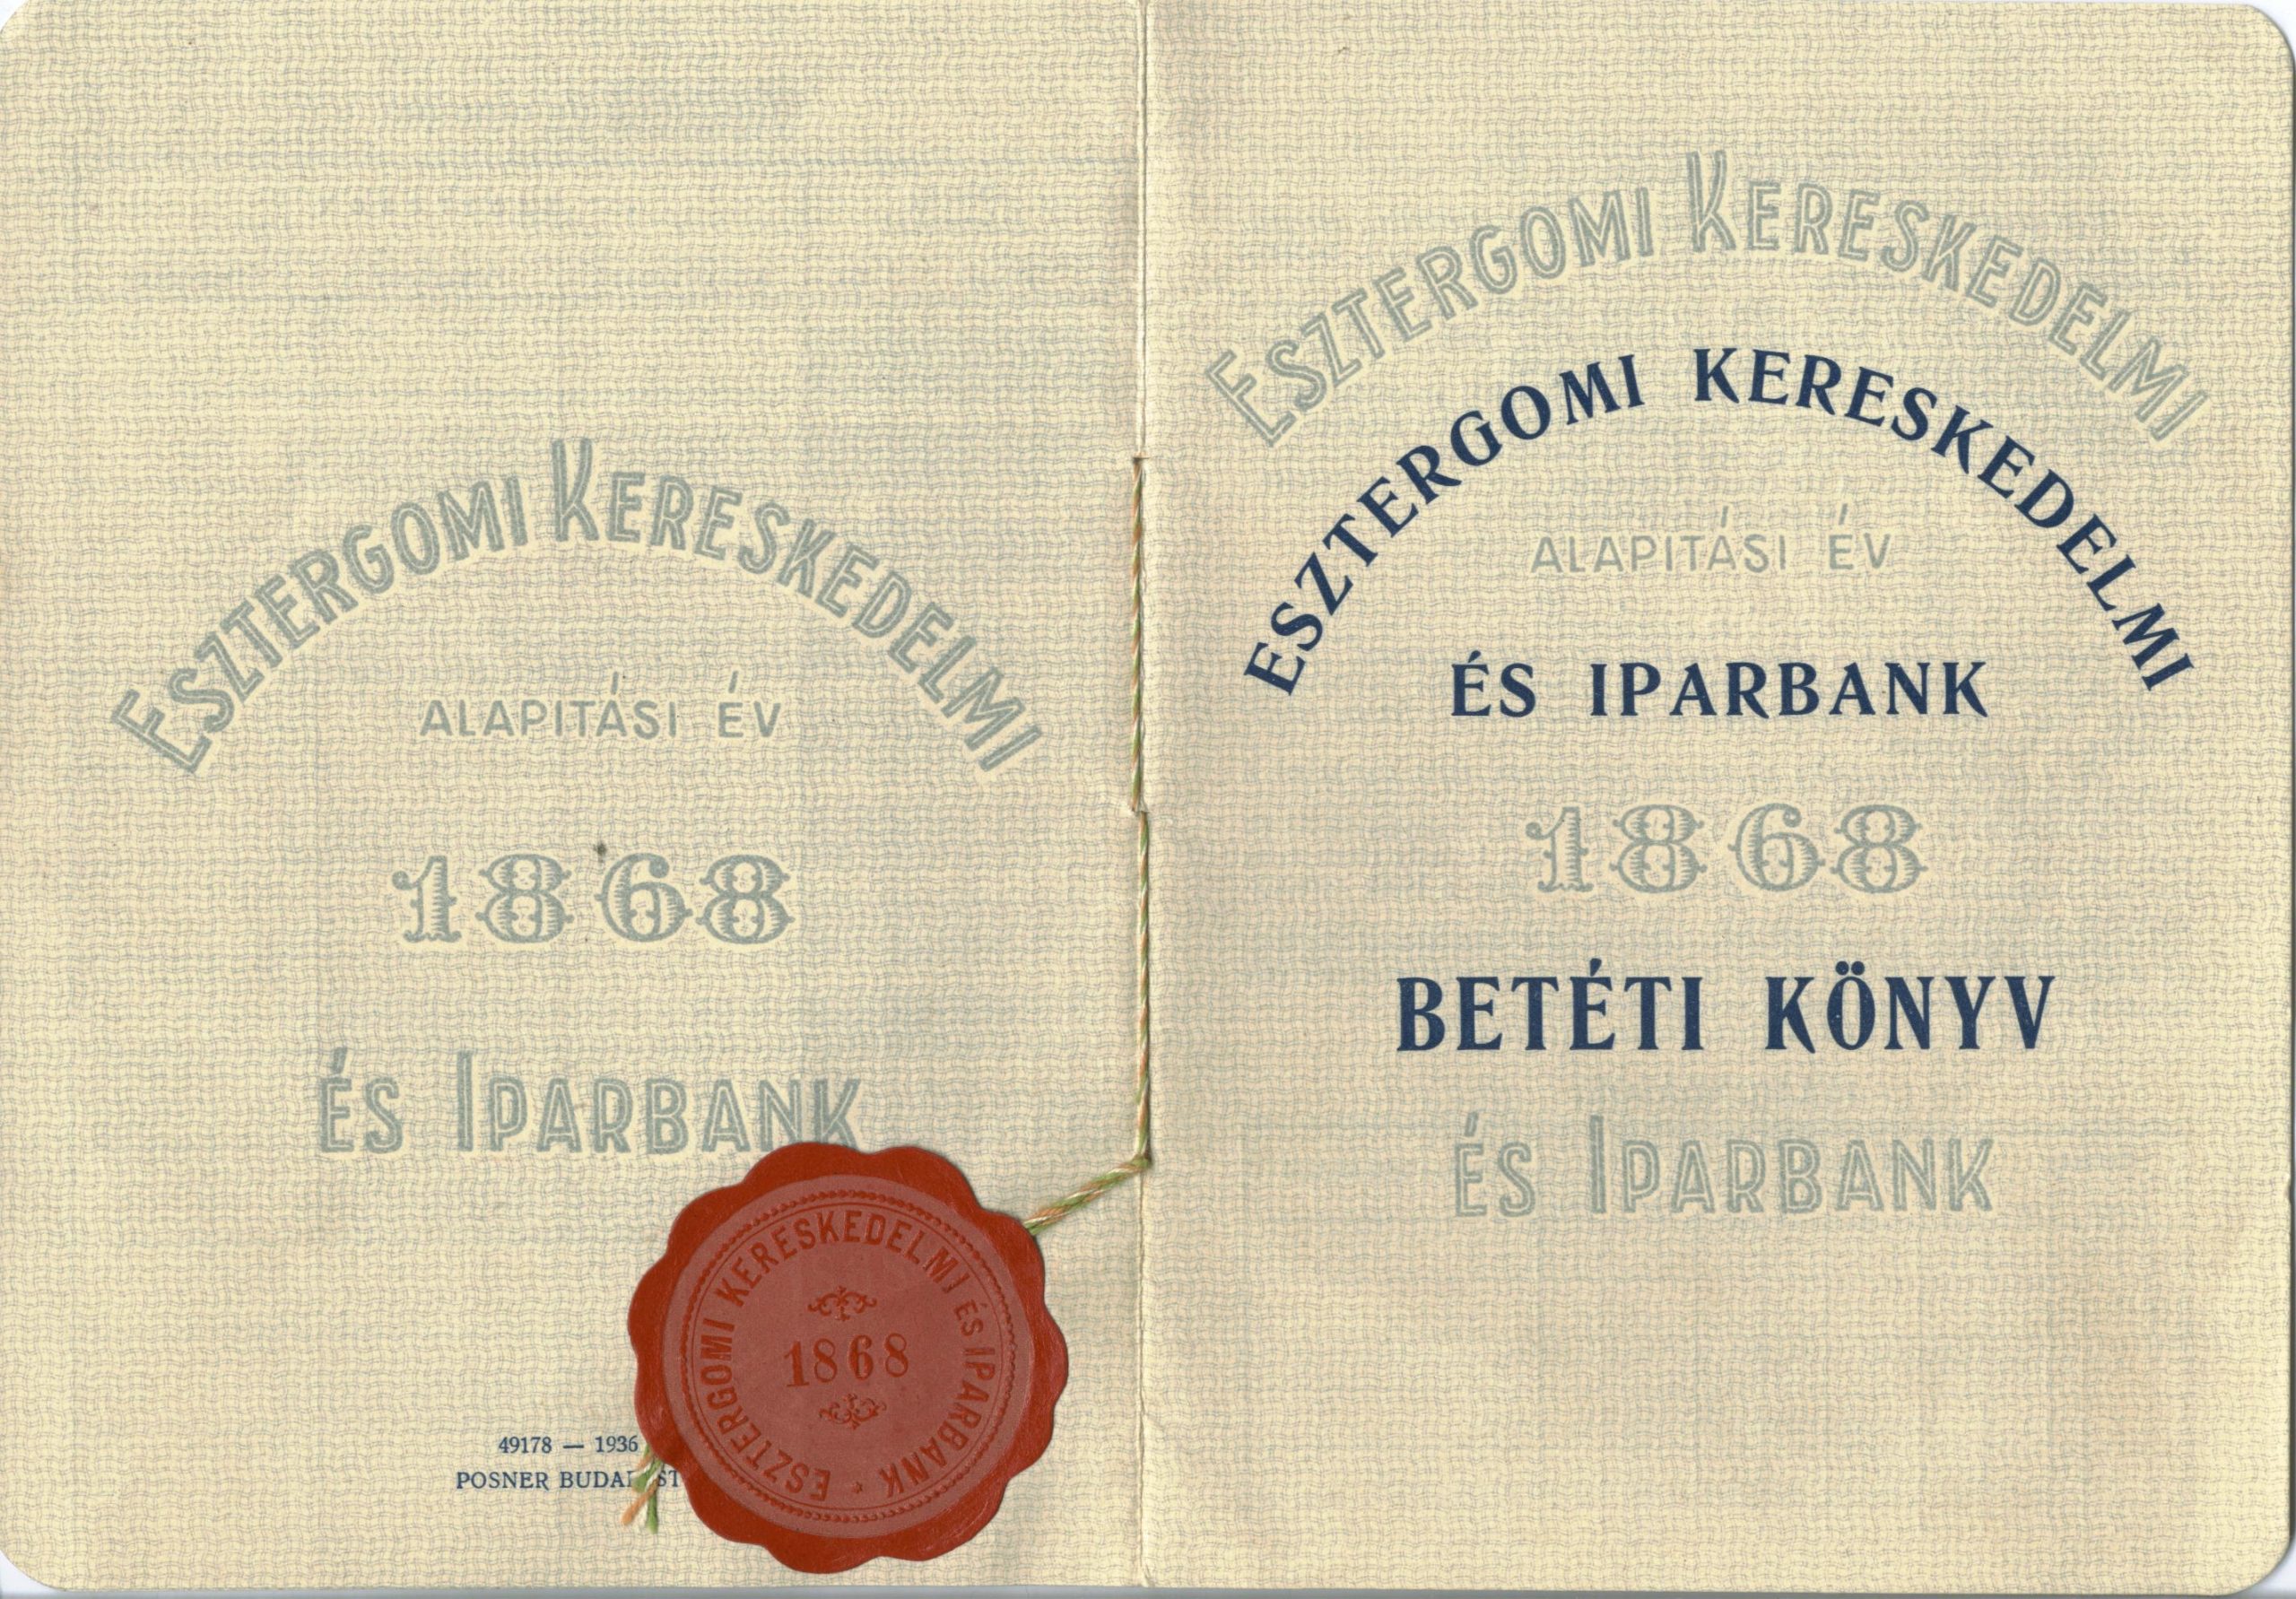 ESZTERGOMI KERESKEDELMI
ALAPITÁSI ÉV
1868
ÉS IPARBANK
ESZTERGOMI KERESKEDELMI ÉS IPARBANK
1868
49178 — 1936
POSNER BUDAPEST
ESZTERGOMI KERESKEDELMI
ESZTERGOMI KERESKEDELMI
ALAPITÁSI ÉV
ÉS IPARBANK
1868
BETÉTI KÖNYV
ÉS IPARBANK